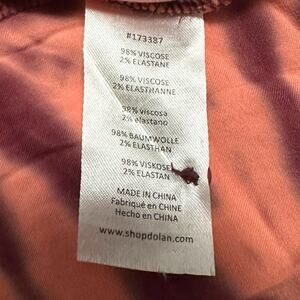 #173387
98% VISCOSE
2% ELASTANE
98% VISCOSE
2% ELASTHANNE
98% viscosa
2% elastano
98% BAUMWOLLE
2% ELASTHAN
98% VISKOSE
2% ELASTAN
MADE IN CHINA
Fabriqué en CHINE
Hecho en CHINA
www.shopdolan.com